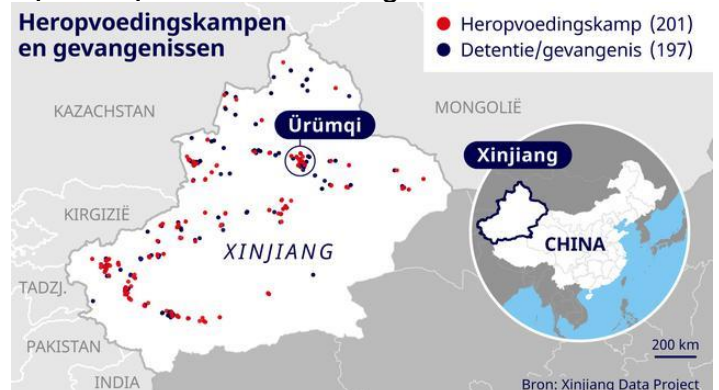 Heropvoedingskampen
en gevangenissen
Heropvoedingskamp (201)
Detentie/gevangenis (197)
KAZACHSTAN
MONGOLIË
Ürümqi
Xinjiang
KIRGIZIË
XINJIANG
CHINA
TADZJ.
PAKISTAN
200 km
INDIA
Bron: Xinjiang Data Project